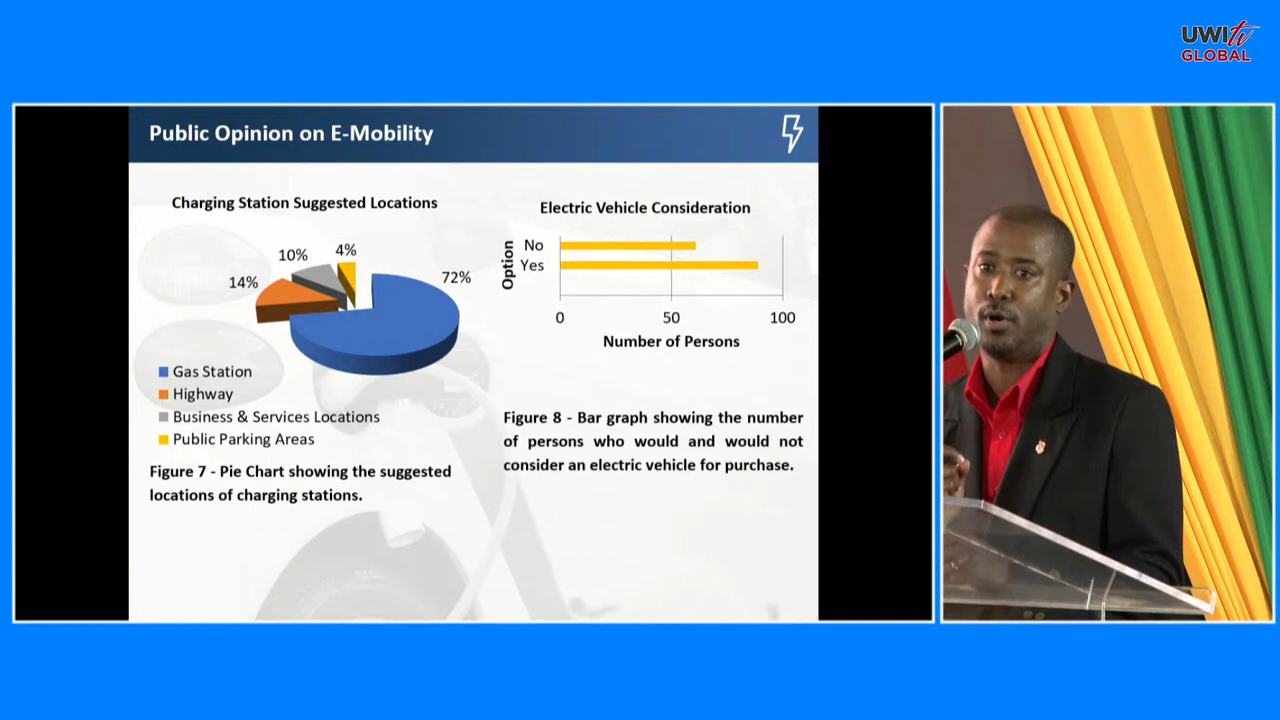 UWItv
GLOBAL
Public Opinion on E-Mobility
Charging Station Suggested Locations
4%
10%
72%
14%
Gas Station
Highway
Business & Services Locations
Public Parking Areas
Figure 7 - Pie Chart showing the suggested
locations of charging stations.
Electric Vehicle Consideration
Option
No
Yes
0 50 100
Number of Persons
Figure 8 - Bar graph showing the number
of persons who would and would not
consider an electric vehicle for purchase.